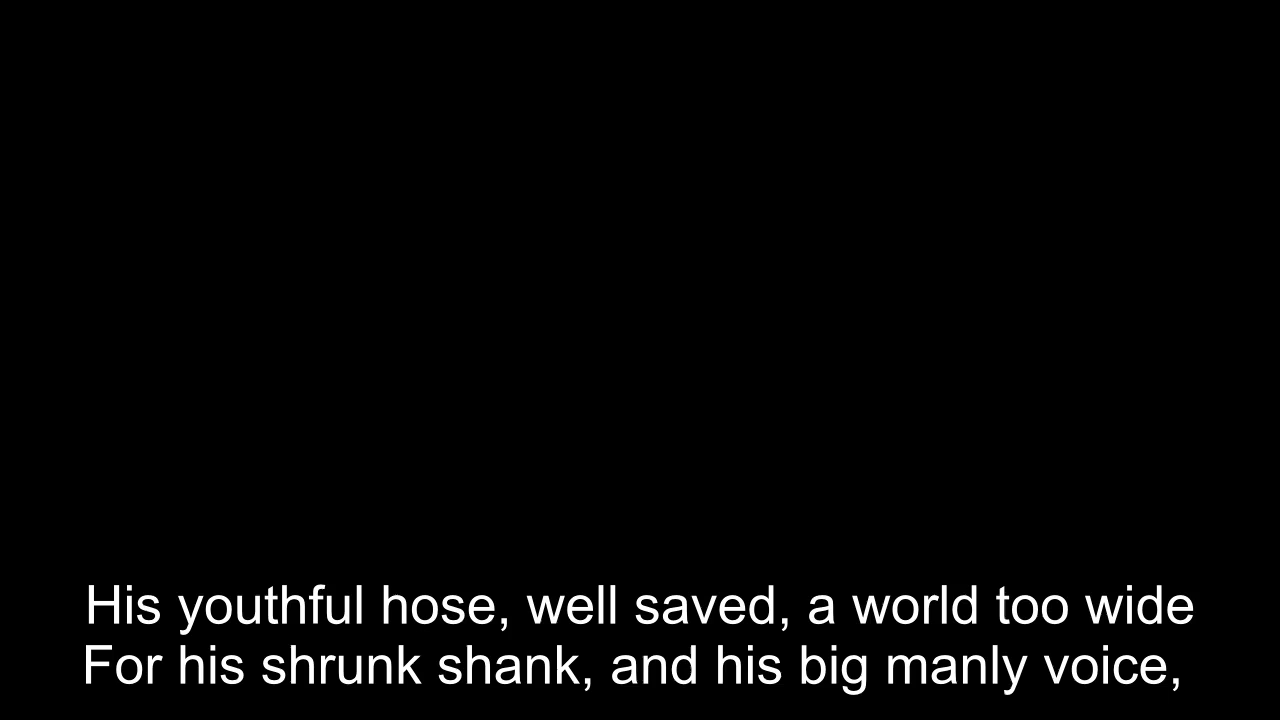 His youthful hose, well saved, a world too wide
For his shrunk shank, and his big manly voice,